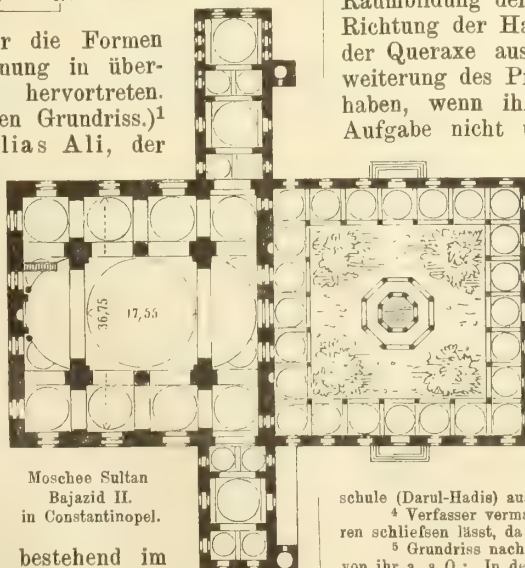 r die Formen
nung in über-
hervortreten.
en Grundriss.)¹
lias Ali, der
Raumbildung der
Richtung der Ha
der Queraxe aus
weiterung des P
haben, wenn ih
Aufgabe nicht
36,75
17,55
Moschee Sultan
Bajazid II.
in Constantinopel.
bestehend im
schule (Darul-Hadis) aus
⁴ Verfasser verma
ren schliefsen lässt, da
⁵ Grundriss nach
von ihr a. a. O.: In de